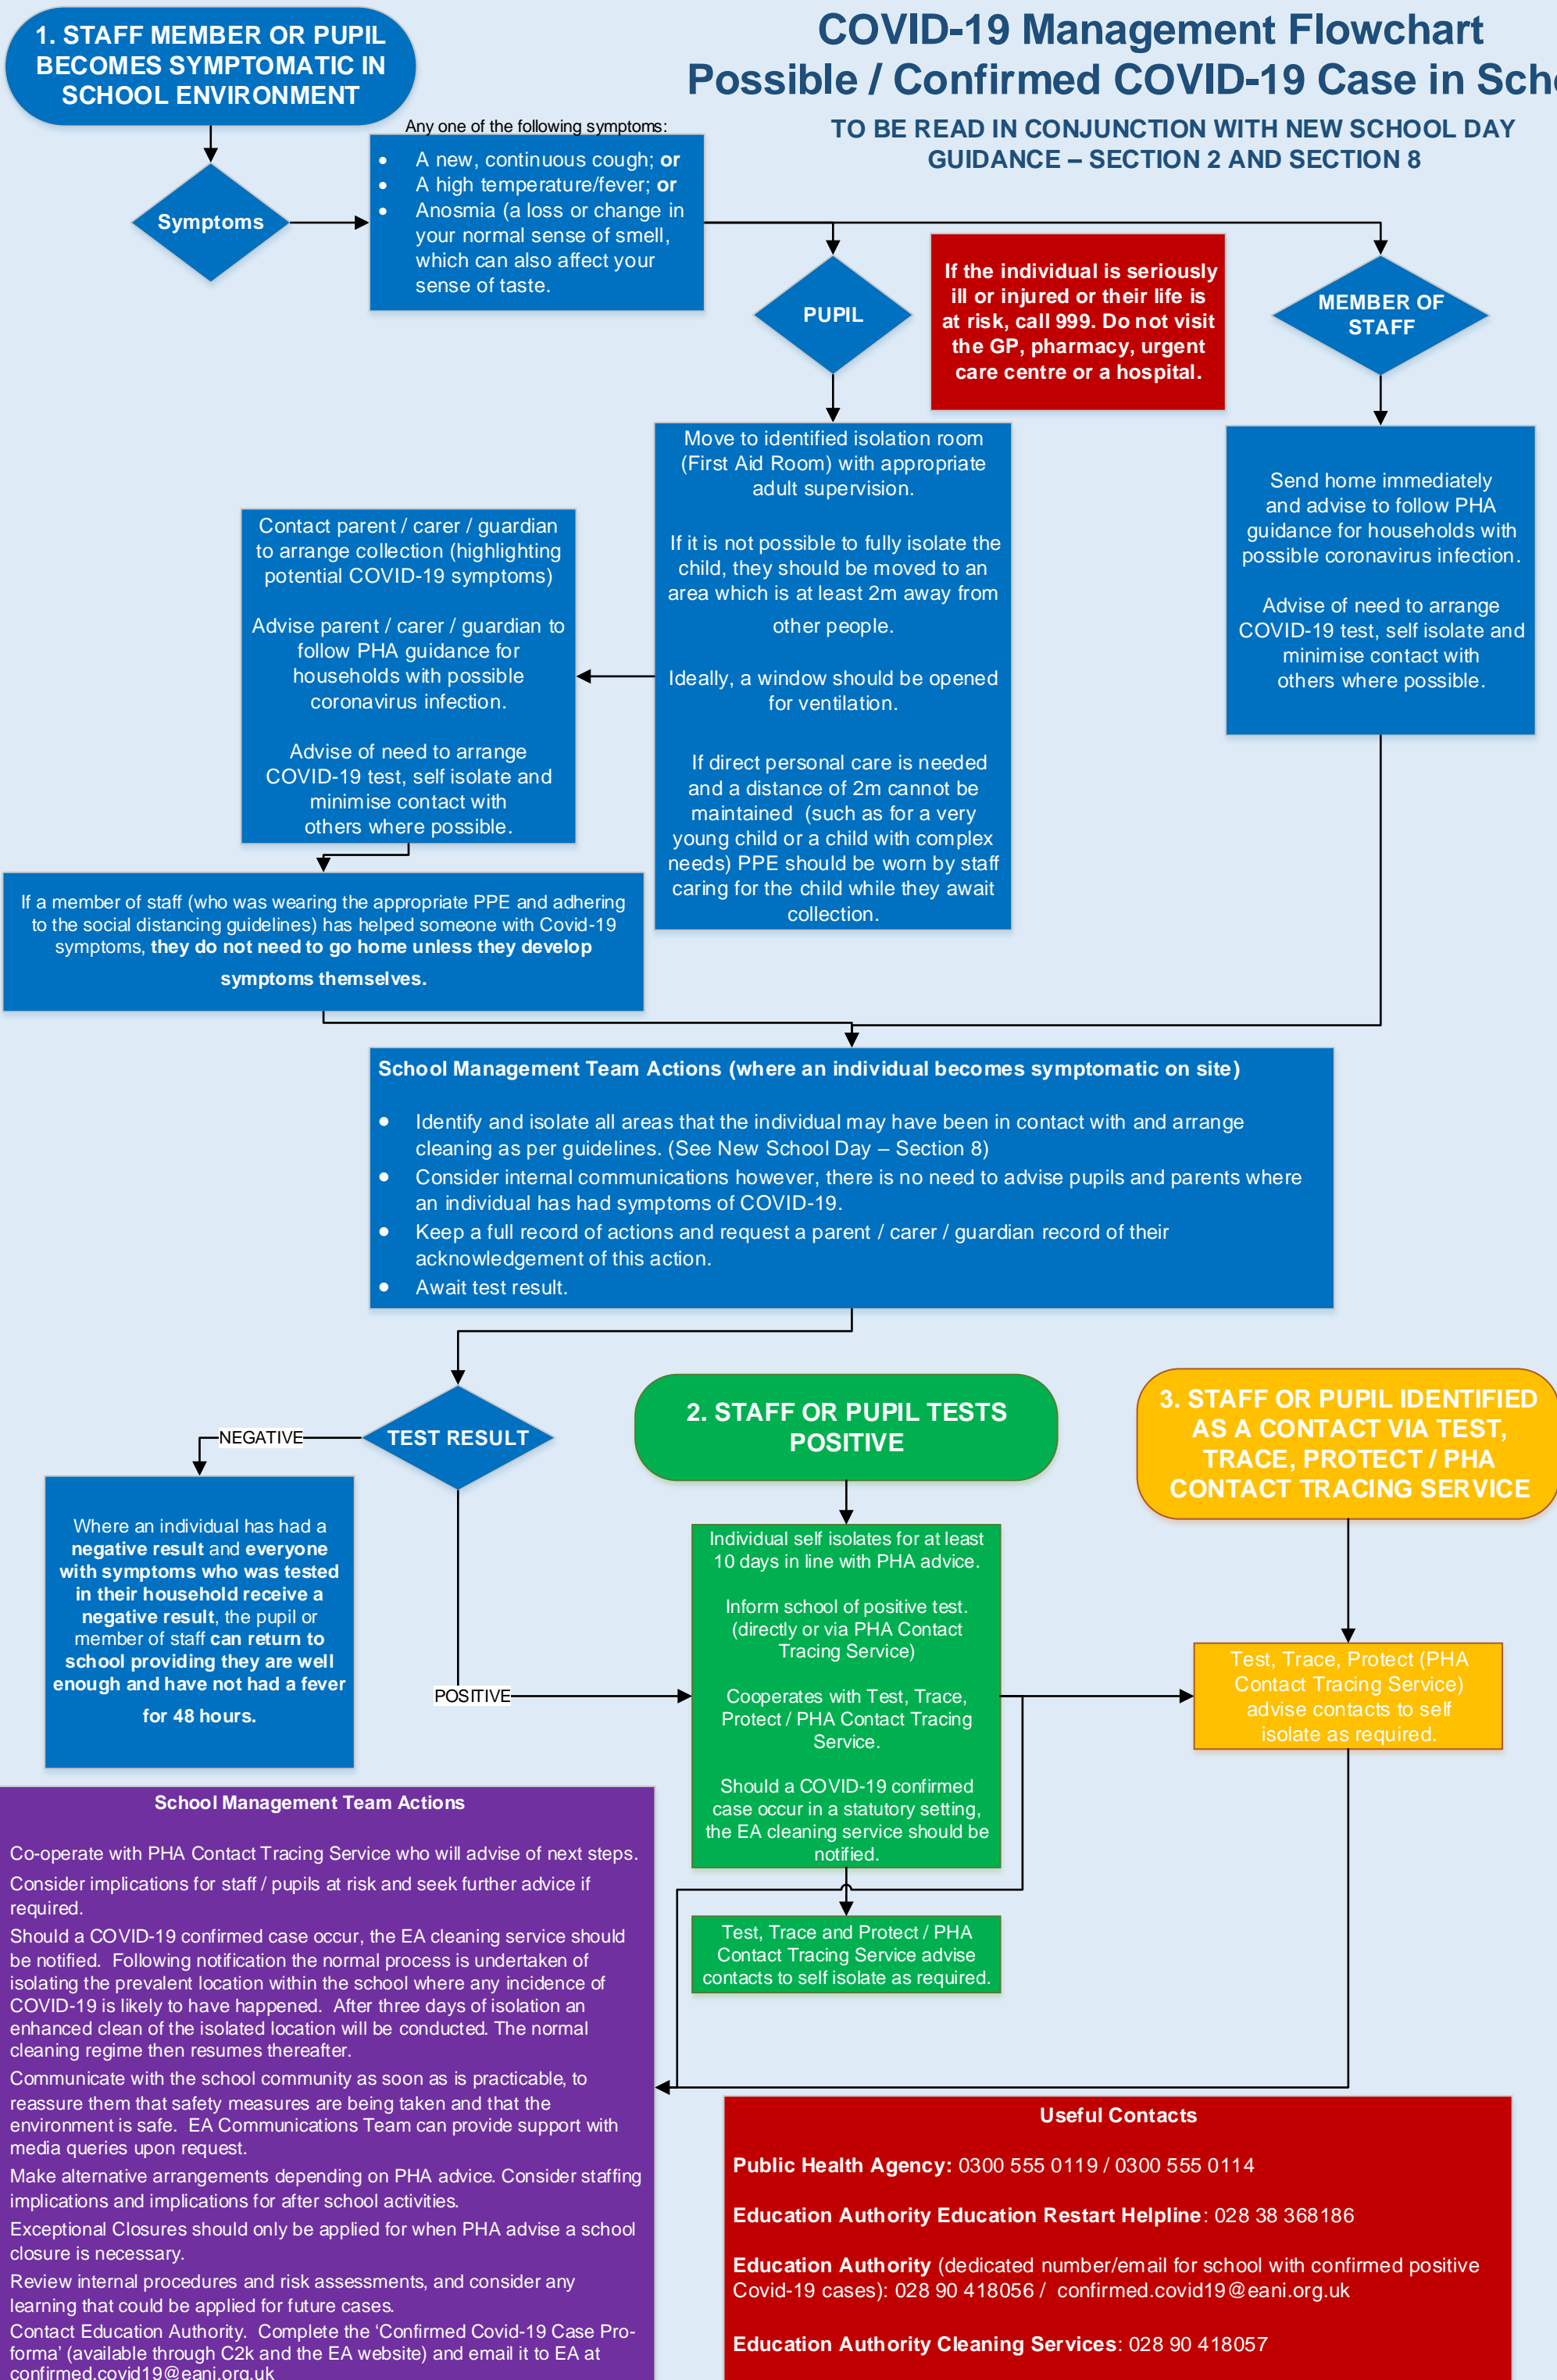 1. STAFF MEMBER OR PUPIL
BECOMES SYMPTOMATIC IN
SCHOOL ENVIRONMENT
COVID-19 Management Flowchart
Possible / Confirmed COVID-19 Case in Scho
TO BE READ IN CONJUNCTION WITH NEW SCHOOL DAY
GUIDANCE – SECTION 2 AND SECTION 8
Symptoms
Any one of the following symptoms:
• A new, continuous cough; or
• A high temperature/fever; or
• Anosmia (a loss or change in
your normal sense of smell,
which can also affect your
sense of taste.
PUPIL
If the individual is seriously
ill or injured or their life is
at risk, call 999. Do not visit
the GP, pharmacy, urgent
care centre or a hospital.
MEMBER OF
STAFF
Move to identified isolation room
(First Aid Room) with appropriate
adult supervision.
If it is not possible to fully isolate the
child, they should be moved to an
area which is at least 2m away from
other people.
Ideally, a window should be opened
for ventilation.
If direct personal care is needed
and a distance of 2m cannot be
maintained (such as for a very
young child or a child with complex
needs) PPE should be worn by staff
caring for the child while they await
collection.
Send home immediately
and advise to follow PHA
guidance for households with
possible coronavirus infection.
Advise of need to arrange
COVID-19 test, self isolate and
minimise contact with
others where possible.
Contact parent / carer / guardian
to arrange collection (highlighting
potential COVID-19 symptoms)
Advise parent / carer / guardian to
follow PHA guidance for
households with possible
coronavirus infection.
Advise of need to arrange
COVID-19 test, self isolate and
minimise contact with
others where possible.
If a member of staff (who was wearing the appropriate PPE and adhering
to the social distancing guidelines) has helped someone with Covid-19
symptoms, they do not need to go home unless they develop
symptoms themselves.
School Management Team Actions (where an individual becomes symptomatic on site)
• Identify and isolate all areas that the individual may have been in contact with and arrange
cleaning as per guidelines. (See New School Day – Section 8)
• Consider internal communications however, there is no need to advise pupils and parents where
an individual has had symptoms of COVID-19.
• Keep a full record of actions and request a parent / carer / guardian record of their
acknowledgement of this action.
• Await test result.
TEST RESULT
NEGATIVE
POSITIVE
Where an individual has had a
negative result and everyone
with symptoms who was tested
in their household receive a
negative result, the pupil or
member of staff can return to
school providing they are well
enough and have not had a fever
for 48 hours.
2. STAFF OR PUPIL TESTS
POSITIVE
Individual self isolates for at least
10 days in line with PHA advice.
Inform school of positive test.
(directly or via PHA Contact
Tracing Service)
Cooperates with Test, Trace,
Protect / PHA Contact Tracing
Service.
Should a COVID-19 confirmed
case occur in a statutory setting,
the EA cleaning service should be
notified.
Test, Trace and Protect / PHA
Contact Tracing Service advise
contacts to self isolate as required.
3. STAFF OR PUPIL IDENTIFIED
AS A CONTACT VIA TEST,
TRACE, PROTECT / PHA
CONTACT TRACING SERVICE
Test, Trace, Protect (PHA
Contact Tracing Service)
advise contacts to self
isolate as required.
School Management Team Actions
Co-operate with PHA Contact Tracing Service who will advise of next steps.
Consider implications for staff / pupils at risk and seek further advice if
required.
Should a COVID-19 confirmed case occur, the EA cleaning service should
be notified. Following notification the normal process is undertaken of
isolating the prevalent location within the school where any incidence of
COVID-19 is likely to have happened. After three days of isolation an
enhanced clean of the isolated location will be conducted. The normal
cleaning regime then resumes thereafter.
Communicate with the school community as soon as is practicable, to
reassure them that safety measures are being taken and that the
environment is safe. EA Communications Team can provide support with
media queries upon request.
Make alternative arrangements depending on PHA advice. Consider staffing
implications and implications for after school activities.
Exceptional Closures should only be applied for when PHA advise a school
closure is necessary.
Review internal procedures and risk assessments, and consider any
learning that could be applied for future cases.
Contact Education Authority. Complete the ‘Confirmed Covid-19 Case Pro-
forma’ (available through C2k and the EA website) and email it to EA at
confirmed.covid19@eani.org.uk
Useful Contacts
Public Health Agency: 0300 555 0119 / 0300 555 0114
Education Authority Education Restart Helpline: 028 38 368186
Education Authority (dedicated number/email for school with confirmed positive
Covid-19 cases): 028 90 418056 / confirmed.covid19@eani.org.uk
Education Authority Cleaning Services: 028 90 418057